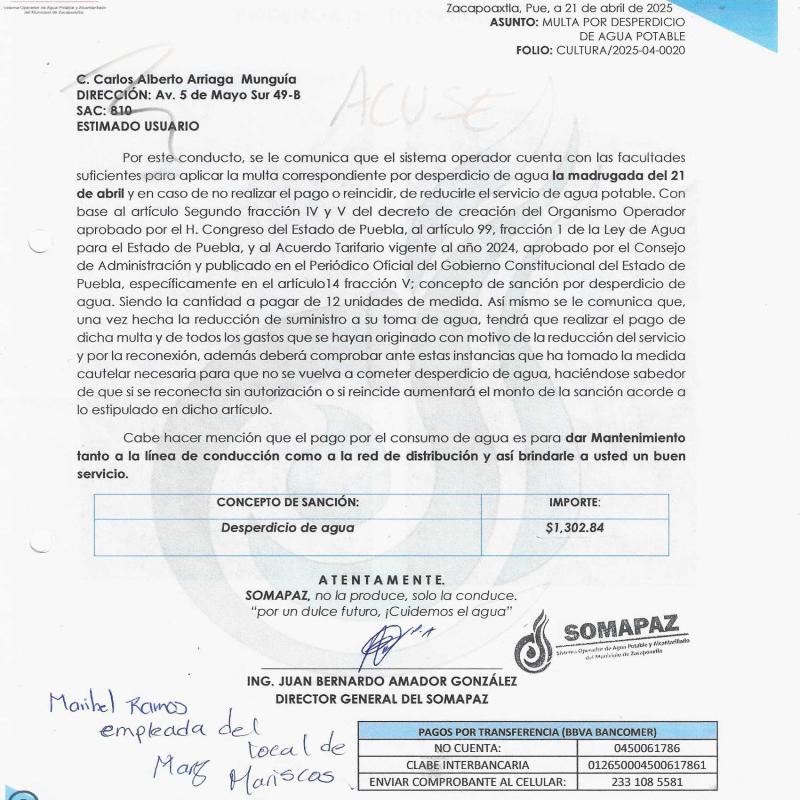 Sistema Operador de Agua Potable y Alcantarillado
del Municipio de Zacapoaxtla
Zacapoaxtla, Pue, a 21 de abril de 2025
ASUNTO: MULTA POR DESPERDICIO
DE AGUA POTABLE
FOLIO: CULTURA/2025-04-0020
ACUSE
C. Carlos Alberto Arriaga Munguía
DIRECCIÓN: Av. 5 de Mayo Sur 49-B
SAC: 810
ESTIMADO USUARIO
Por este conducto, se le comunica que el sistema operador cuenta con las facultades
suficientes para aplicar la multa correspondiente por desperdicio de agua la madrugada del 21
de abril y en caso de no realizar el pago o reincidir, de reducirle el servicio de agua potable. Con
base al artículo Segundo fracción IV y V del decreto de creación del Organismo Operador
aprobado por el H. Congreso del Estado de Puebla, al artículo 99, fracción 1 de la Ley de Agua
para el Estado de Puebla, y al Acuerdo Tarifario vigente al año 2024, aprobado por el Consejo
de Administración y publicado en el Periódico Oficial del Gobierno Constitucional del Estado de
Puebla, específicamente en el artículo14 fracción V; concepto de sanción por desperdicio de
agua. Siendo la cantidad a pagar de 12 unidades de medida. Así mismo se le comunica que,
una vez hecha la reducción de suministro a su toma de agua, tendrá que realizar el pago de
dicha multa y de todos los gastos que se hayan originado con motivo de la reducción del servicio
y por la reconexión, además deberá comprobar ante estas instancias que ha tomado la medida
cautelar necesaria para que no se vuelva a cometer desperdicio de agua, haciéndose sabedor
de que si se reconecta sin autorización o si reincide aumentará el monto de la sanción acorde a
lo estipulado en dicho artículo.
Cabe hacer mención que el pago por el consumo de agua es para dar Mantenimiento
tanto a la línea de conducción como a la red de distribución y así brindarle a usted un buen
servicio.
CONCEPTO DE SANCIÓN: IMPORTE:
Desperdicio de agua $1,302.84
ATENTAMENTE.
SOMAPAZ, no la produce, solo la conduce.
"por un dulce futuro, ¡Cuidemos el agua"
SOMAPAZ
Sistema Operador de Agua Potable y Alcantarillado
del Municipio de Zacapoaxtla
ING. JUAN BERNARDO AMADOR GONZÁLEZ
DIRECTOR GENERAL DEL SOMAPAZ
Maribel Ramos
empleada del
local de
Marg Mariscos
PAGOS POR TRANSFERENCIA (BBVA BANCOMER)
NO CUENTA: 0450061786
CLABE INTERBANCARIA 012650004500617861
ENVIAR COMPROBANTE AL CELULAR: 233 108 5581